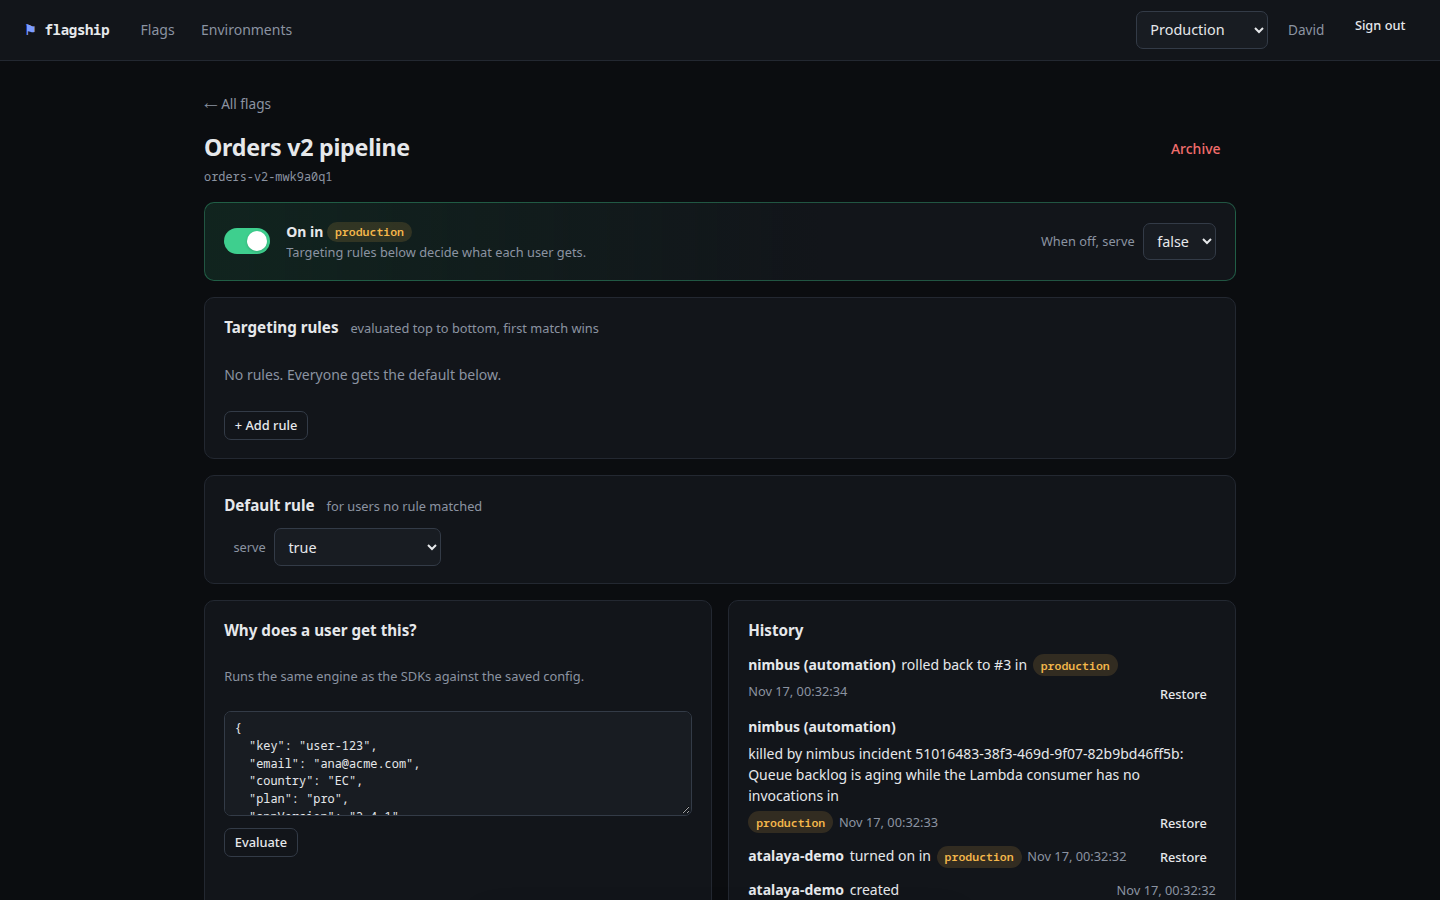 flagship Flags Environments Production David Sign out
← All flags
Orders v2 pipeline Archive
orders-v2-mwk9a0q1
On in production
Targeting rules below decide what each user gets.
When off, serve false
Targeting rules evaluated top to bottom, first match wins
No rules. Everyone gets the default below.
+ Add rule
Default rule for users no rule matched
serve true
Why does a user get this?
Runs the same engine as the SDKs against the saved config.
{
"key": "user-123",
"email": "ana@acme.com",
"country": "EC",
"plan": "pro",
Evaluate
History
nimbus (automation) rolled back to #3 in production
Nov 17, 00:32:34 Restore
nimbus (automation)
killed by nimbus incident 51016483-38f3-469d-9f07-82b9bd46ff5b:
Queue backlog is aging while the Lambda consumer has no
invocations in
production Nov 17, 00:32:33 Restore
atalaya-demo turned on in production Nov 17, 00:32:32 Restore
atalaya-demo created Nov 17, 00:32:32